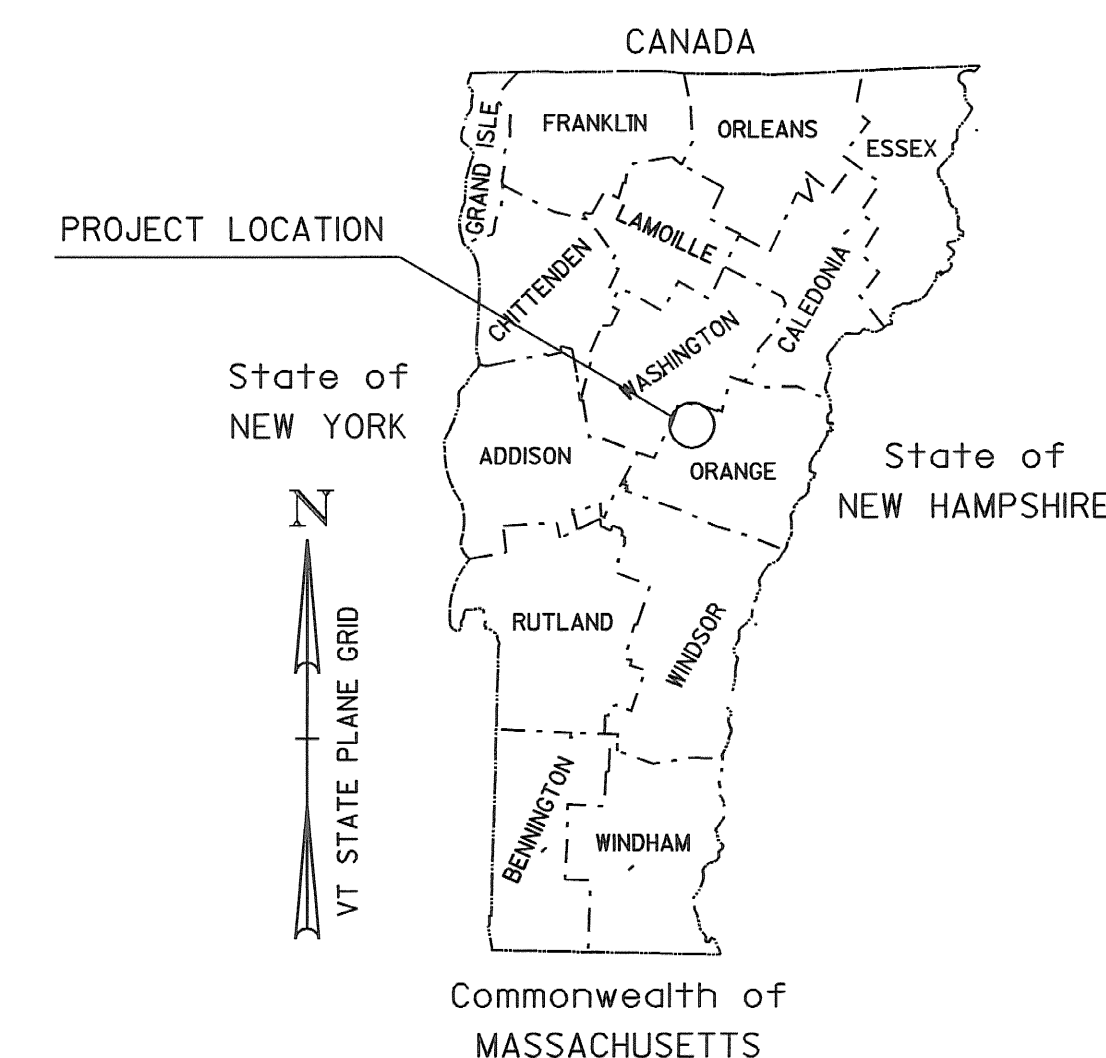 CANADA
GRAND ISLE
FRANKLIN
ORLEANS
ESSEX
PROJECT LOCATION
LAMOILLE
CHITTENDEN
CALEDONIA
WASHINGTON
State of
NEW YORK
ADDISON
ORANGE
State of
NEW HAMPSHIRE
N
VT STATE PLANE GRID
RUTLAND
WINDSOR
BENNINGTON
WINDHAM
Commonwealth of
MASSACHUSETTS